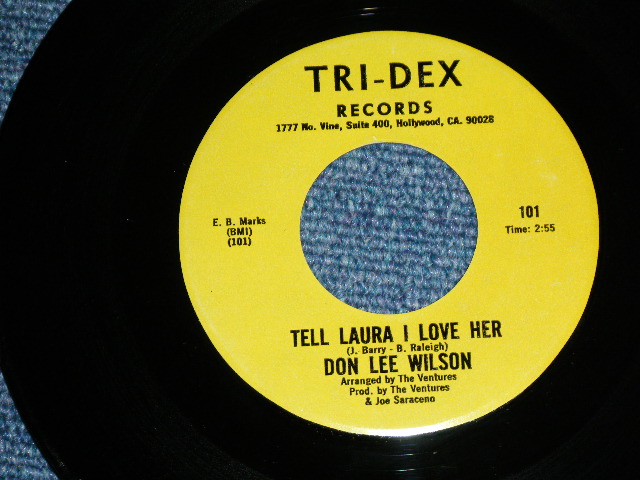 TRI-DEX
RECORDS
1777 No. Vine, Suite 400, Hollywood, CA. 90028
E. B. Marks
(BMI)
(101)
101
Time: 2:55
TELL LAURA I LOVE HER
(J. Barry - B. Raleigh)
DON LEE WILSON
Arranged by The Ventures
Prod. by The Ventures
& Joe Saraceno